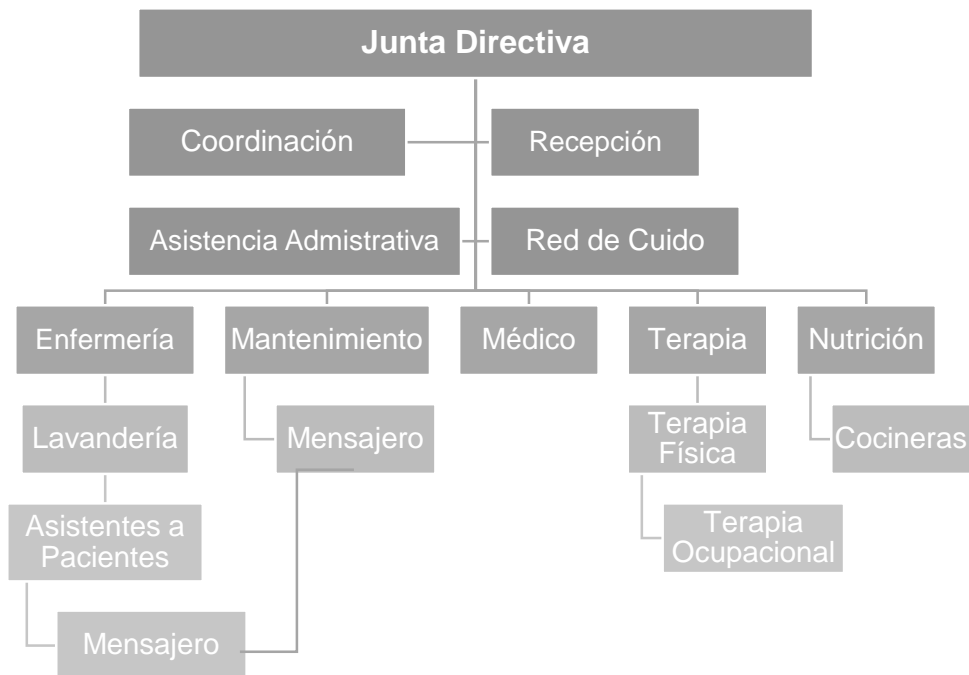 Junta Directiva
Coordinación
Recepción
Asistencia Admistrativa
Red de Cuido
Enfermería
Mantenimiento
Médico
Terapia
Nutrición
Lavandería
Mensajero
Terapia
Física
Cocineras
Asistentes a
Pacientes
Terapia
Ocupacional
Mensajero